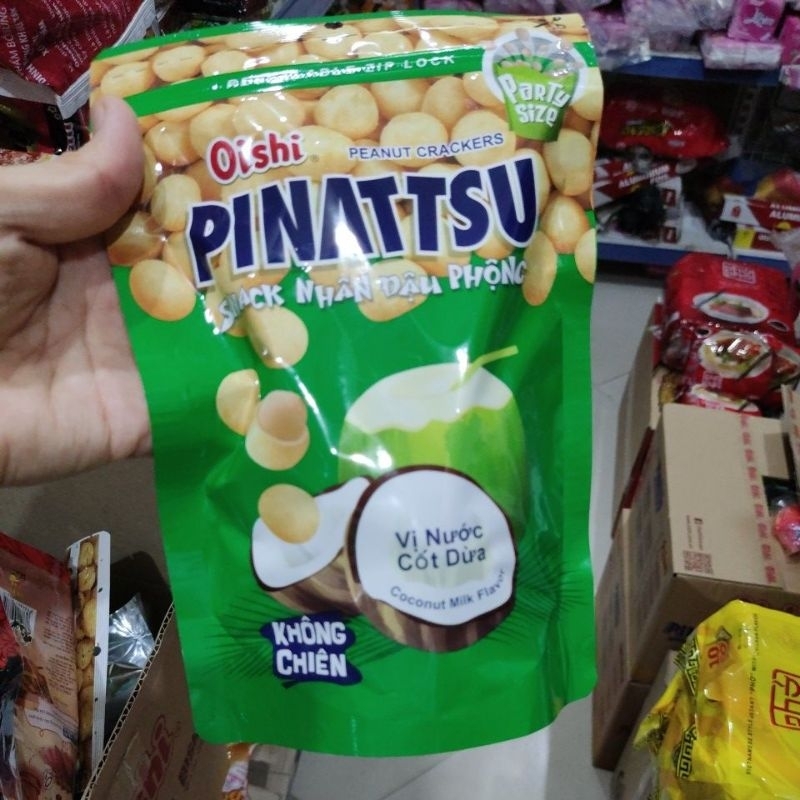 ZIP LOCK
Party
Size
Oishi
PEANUT CRACKERS
PINATTSU
SNACK NHÂN ĐẬU PHỘNG
Vị Nước
Cốt Dừa
Coconut Milk Flavor
KHÔNG
CHIÊN